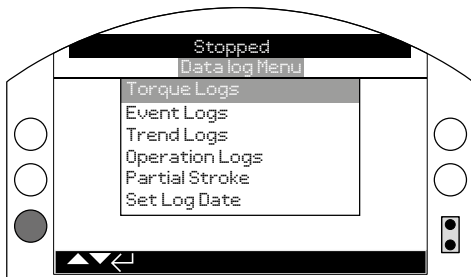 Stopped
Data log Menu
Torque Logs
Event Logs
Trend Logs
Operation Logs
Partial Stroke
Set Log Date